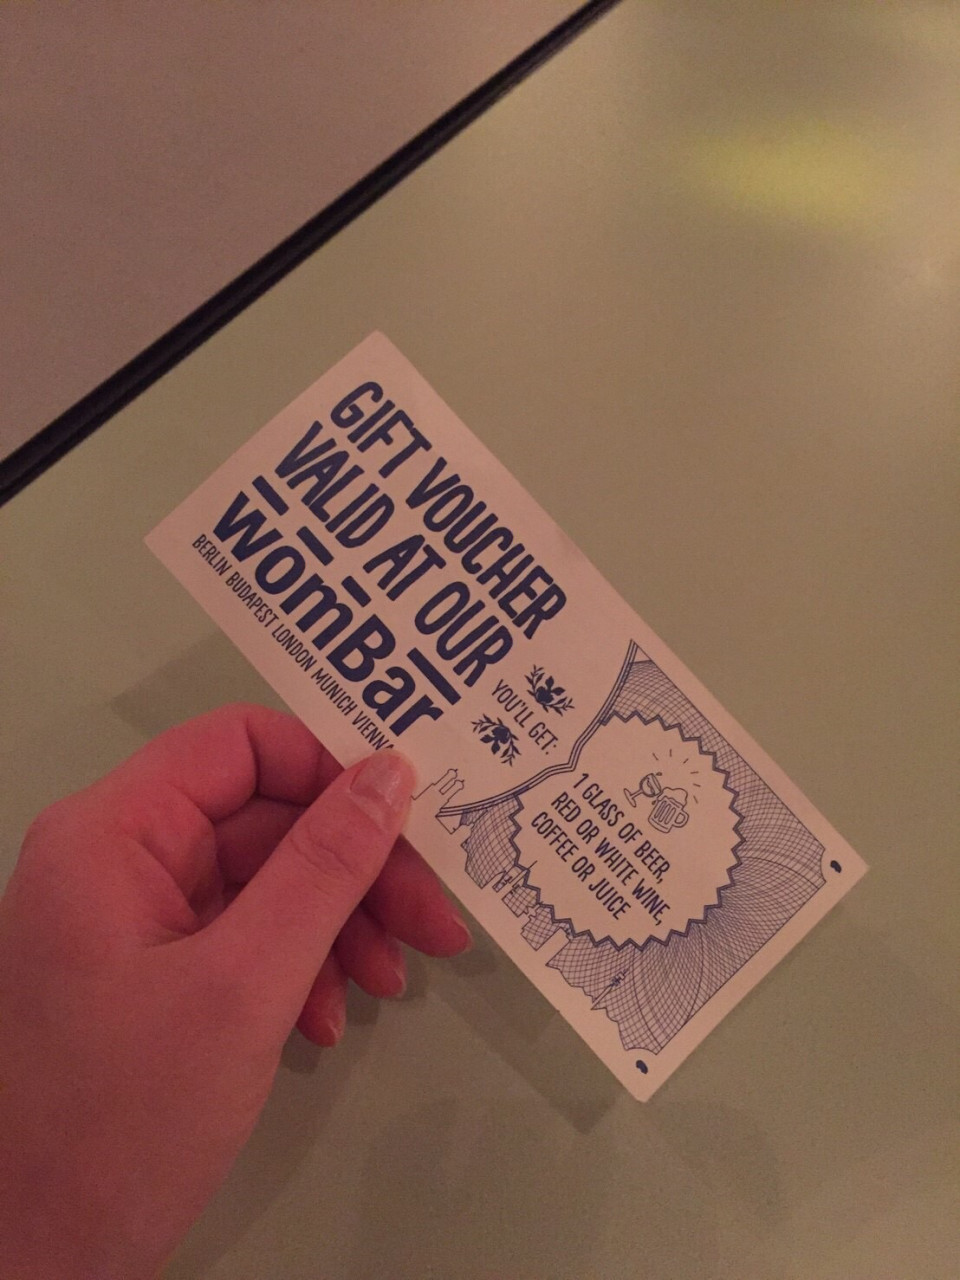 GIFT VOUCHER
VALID AT OUR
womBar
BERLIN BUDAPEST LONDON MUNICH VIENNA
YOU'LL GET:
1 GLASS OF BEER,
RED OR WHITE WINE,
COFFEE OR JUICE